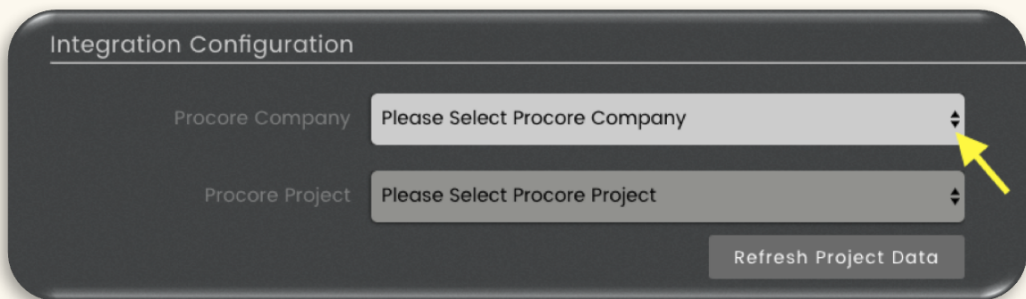 Integration Configuration
Procore Company Please Select Procore Company
Procore Project Please Select Procore Project
Refresh Project Data